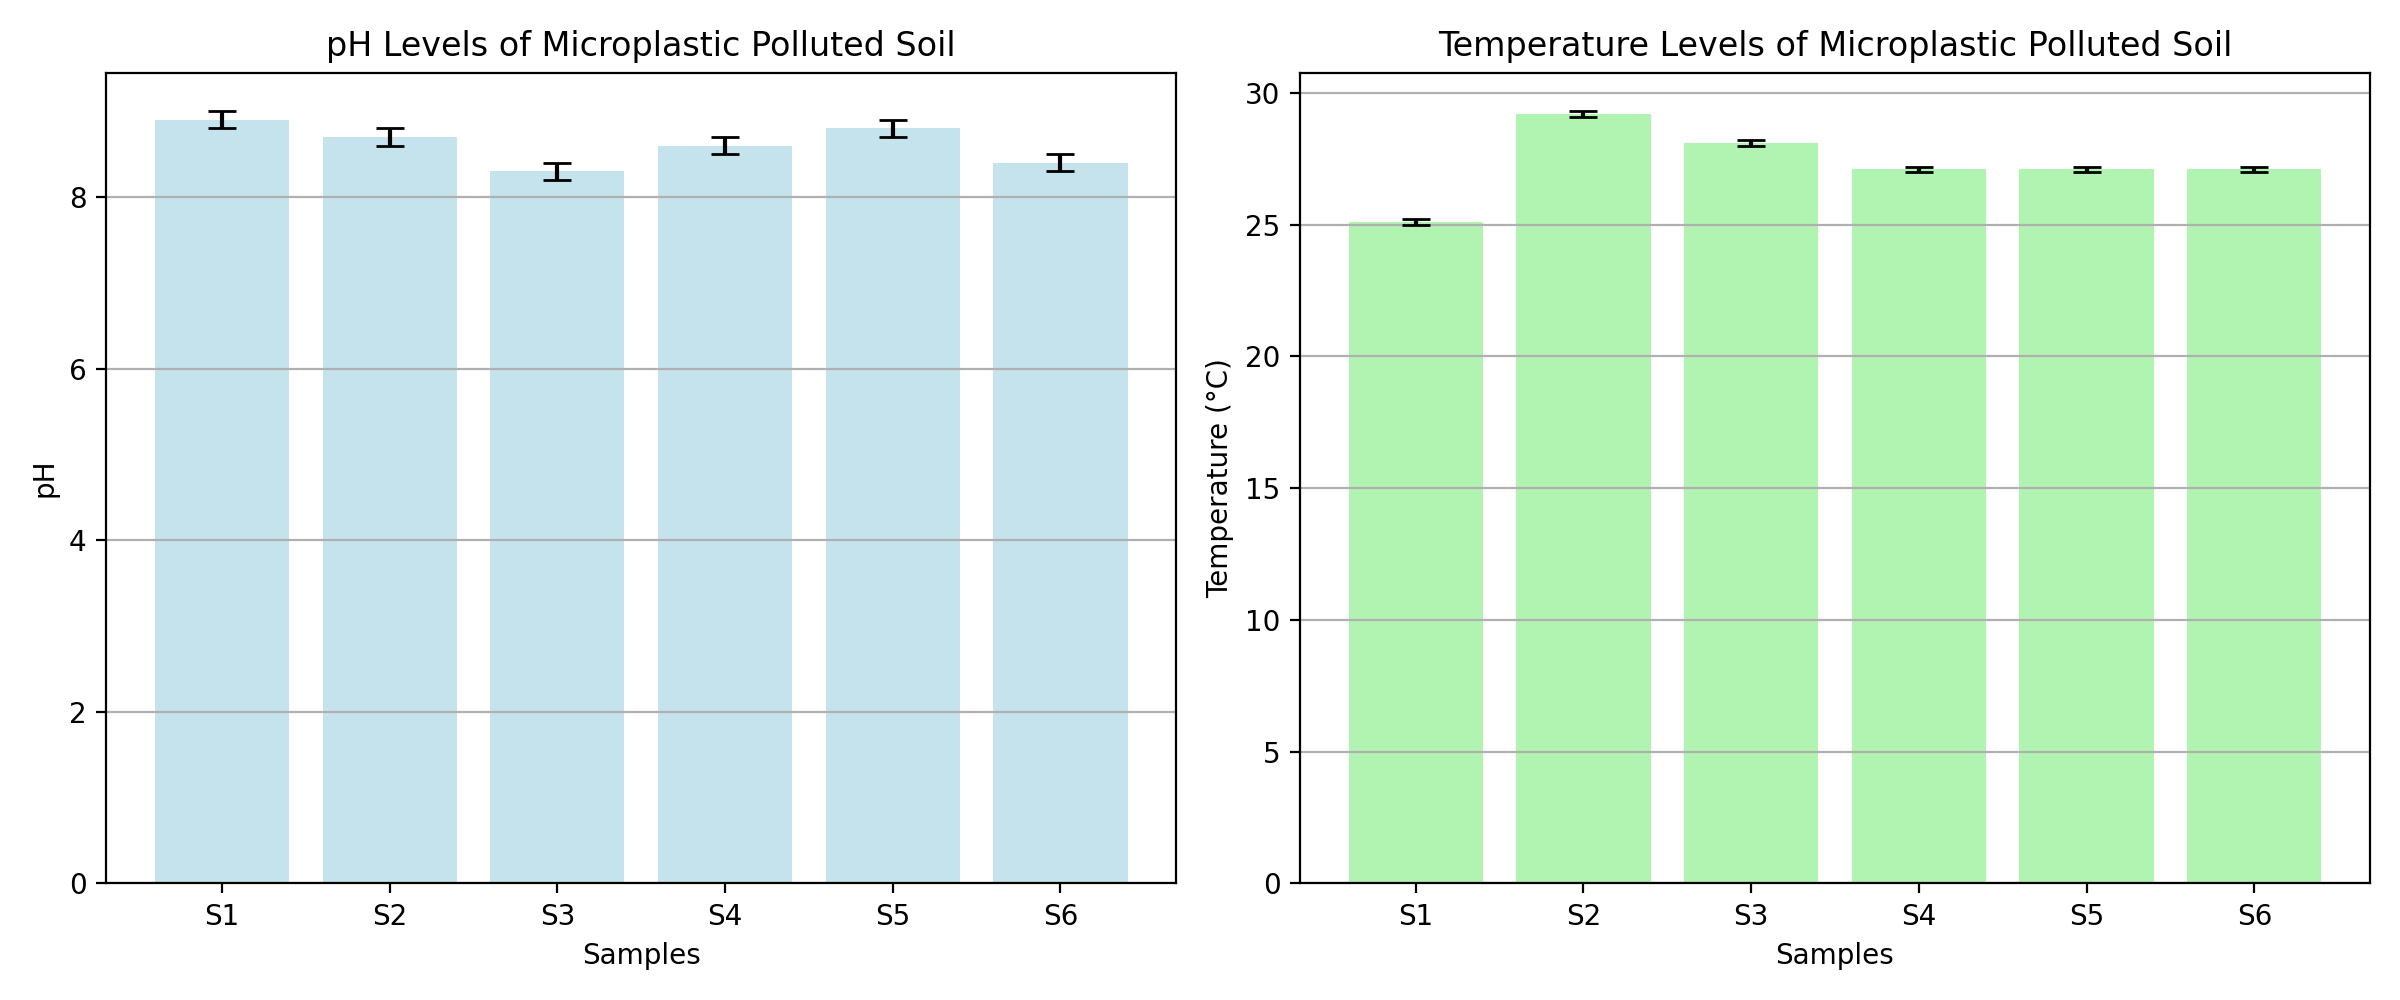 pH Levels of Microplastic Polluted Soil
pH
8
6
4
2
0
S1 S2 S3 S4 S5 S6
Samples
Temperature Levels of Microplastic Polluted Soil
Temperature (°C)
30
25
20
15
10
5
0
S1 S2 S3 S4 S5 S6
Samples